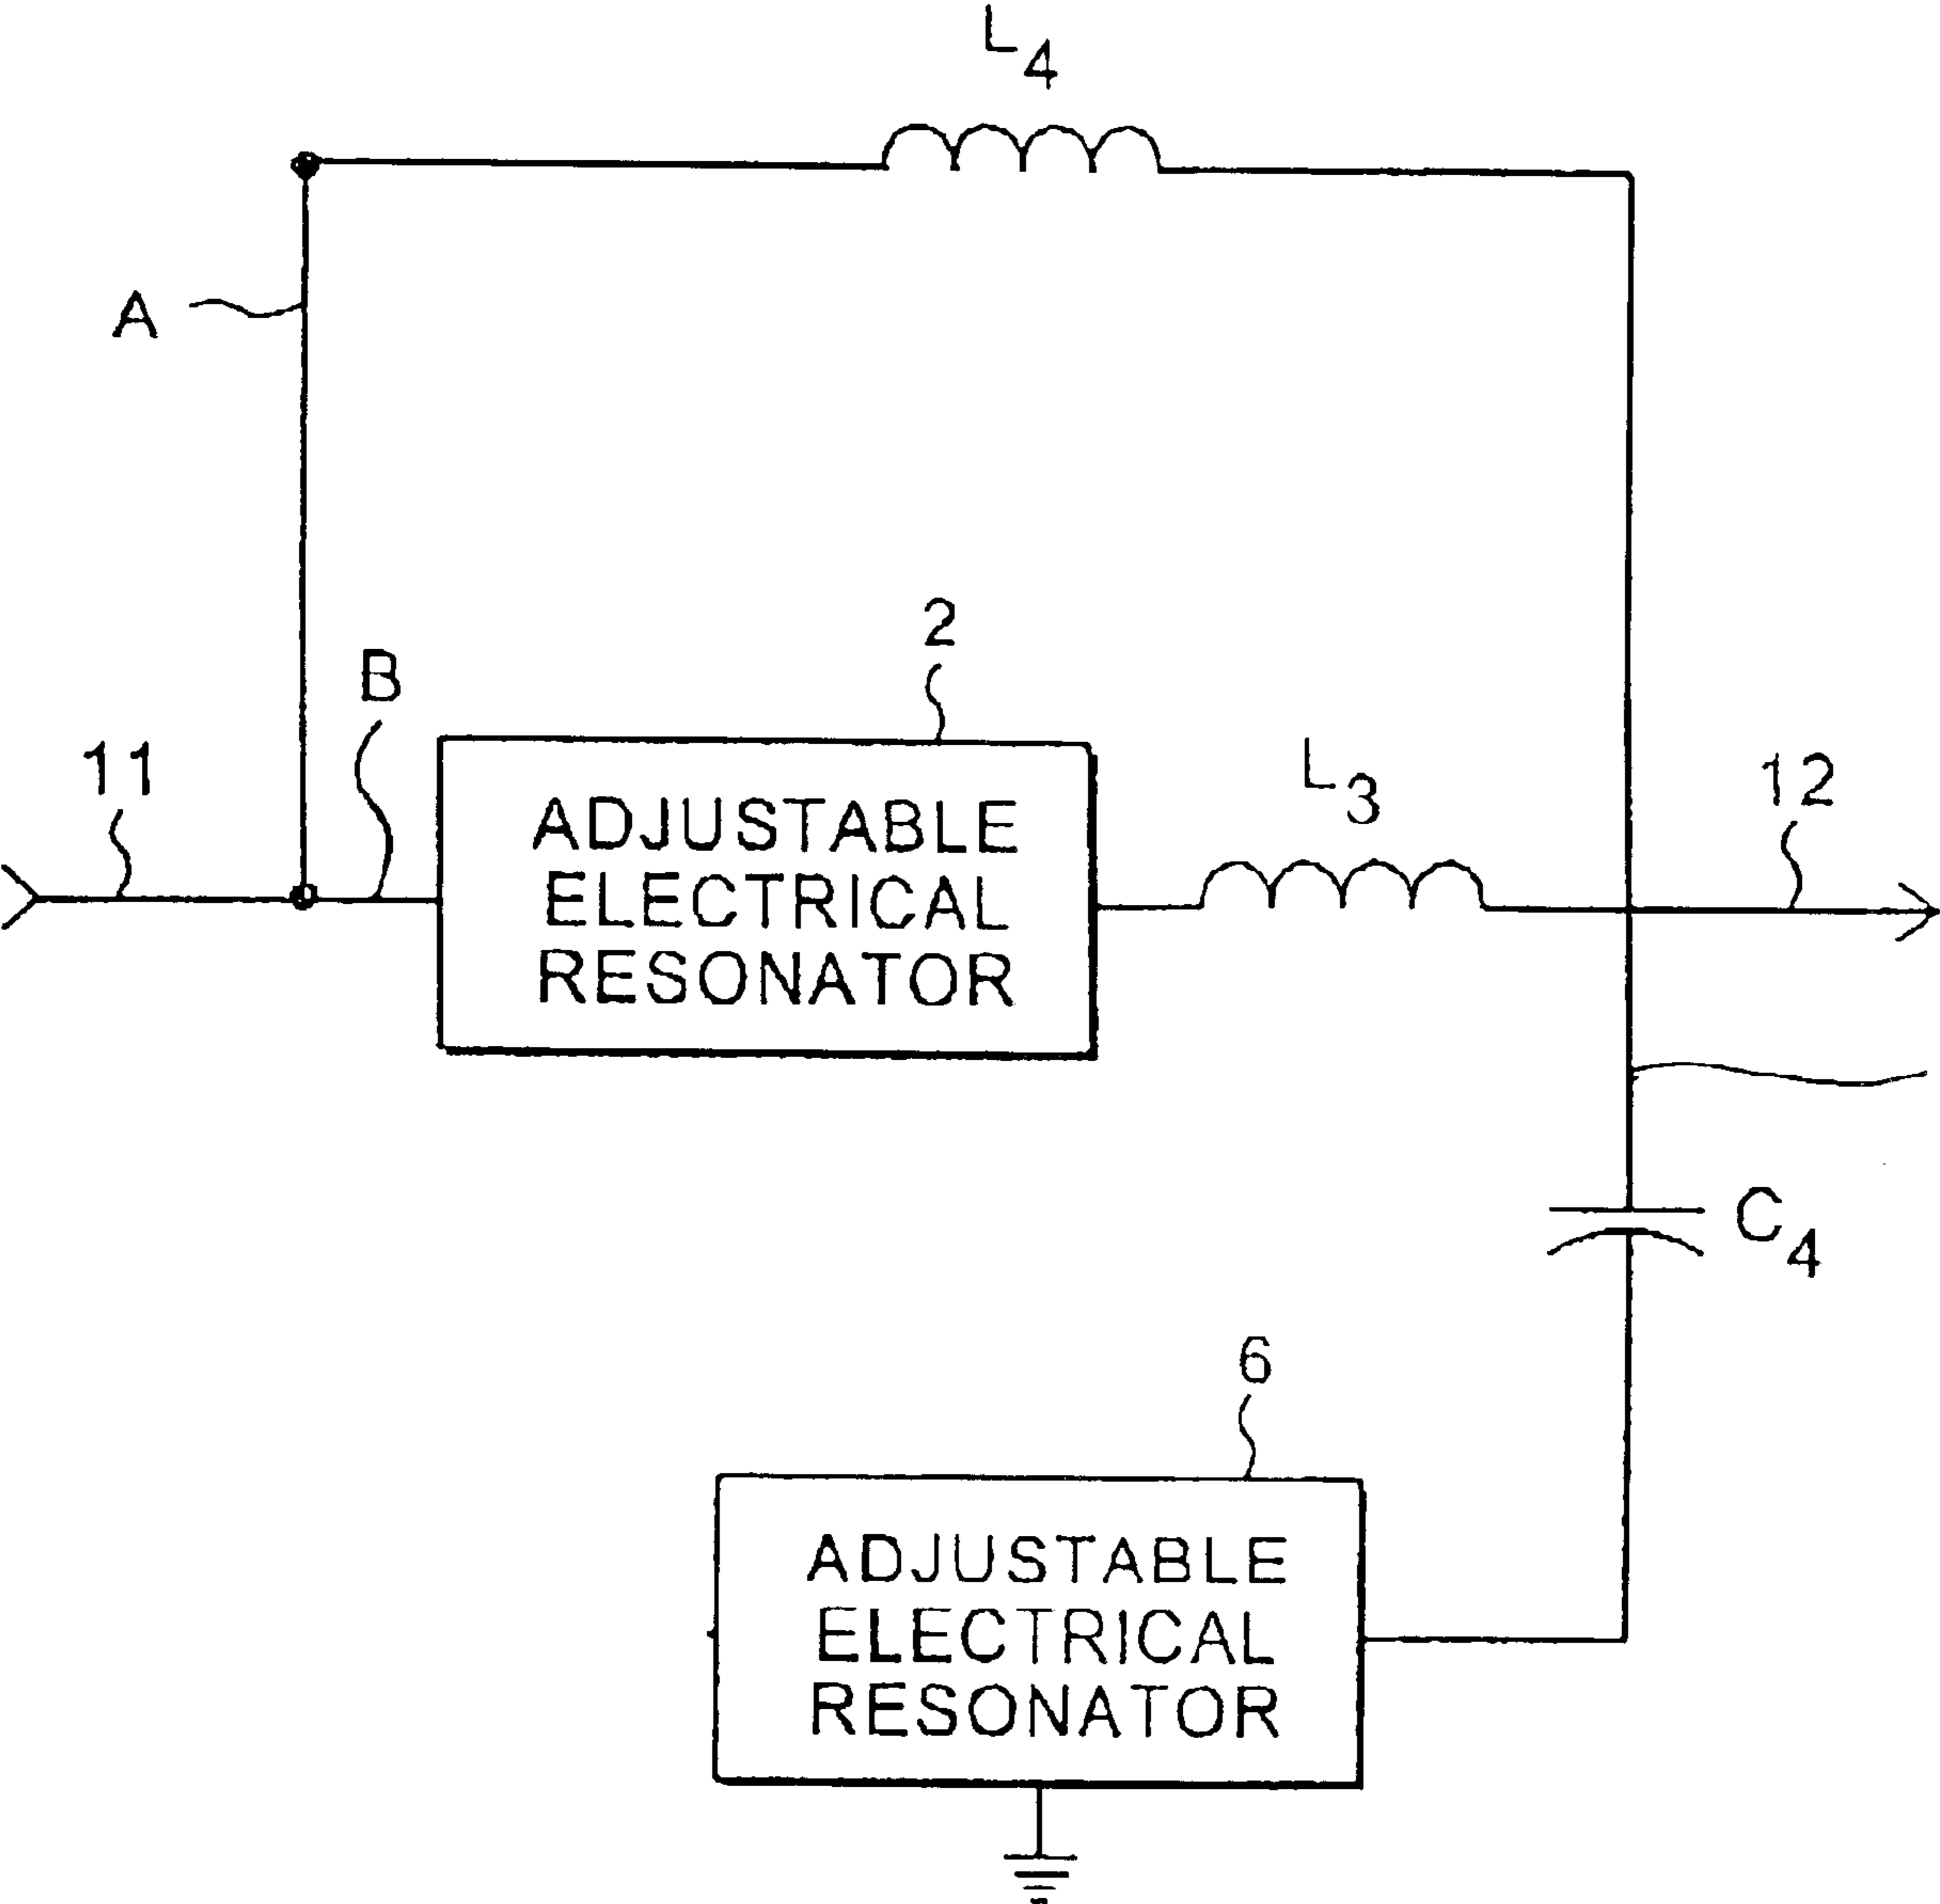 L4
A
2
B
11
L3
12
ADJUSTABLE
ELECTRICAL
RESONATOR
C4
6
ADJUSTABLE
ELECTRICAL
RESONATOR